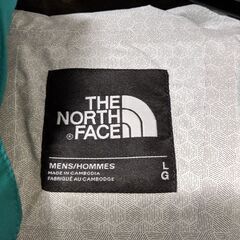 THE
NORTH
FACE
®
MENS/HOMMES
MADE IN CAMBODIA
FABRIQUÉ AU CAMBODGE
L
G